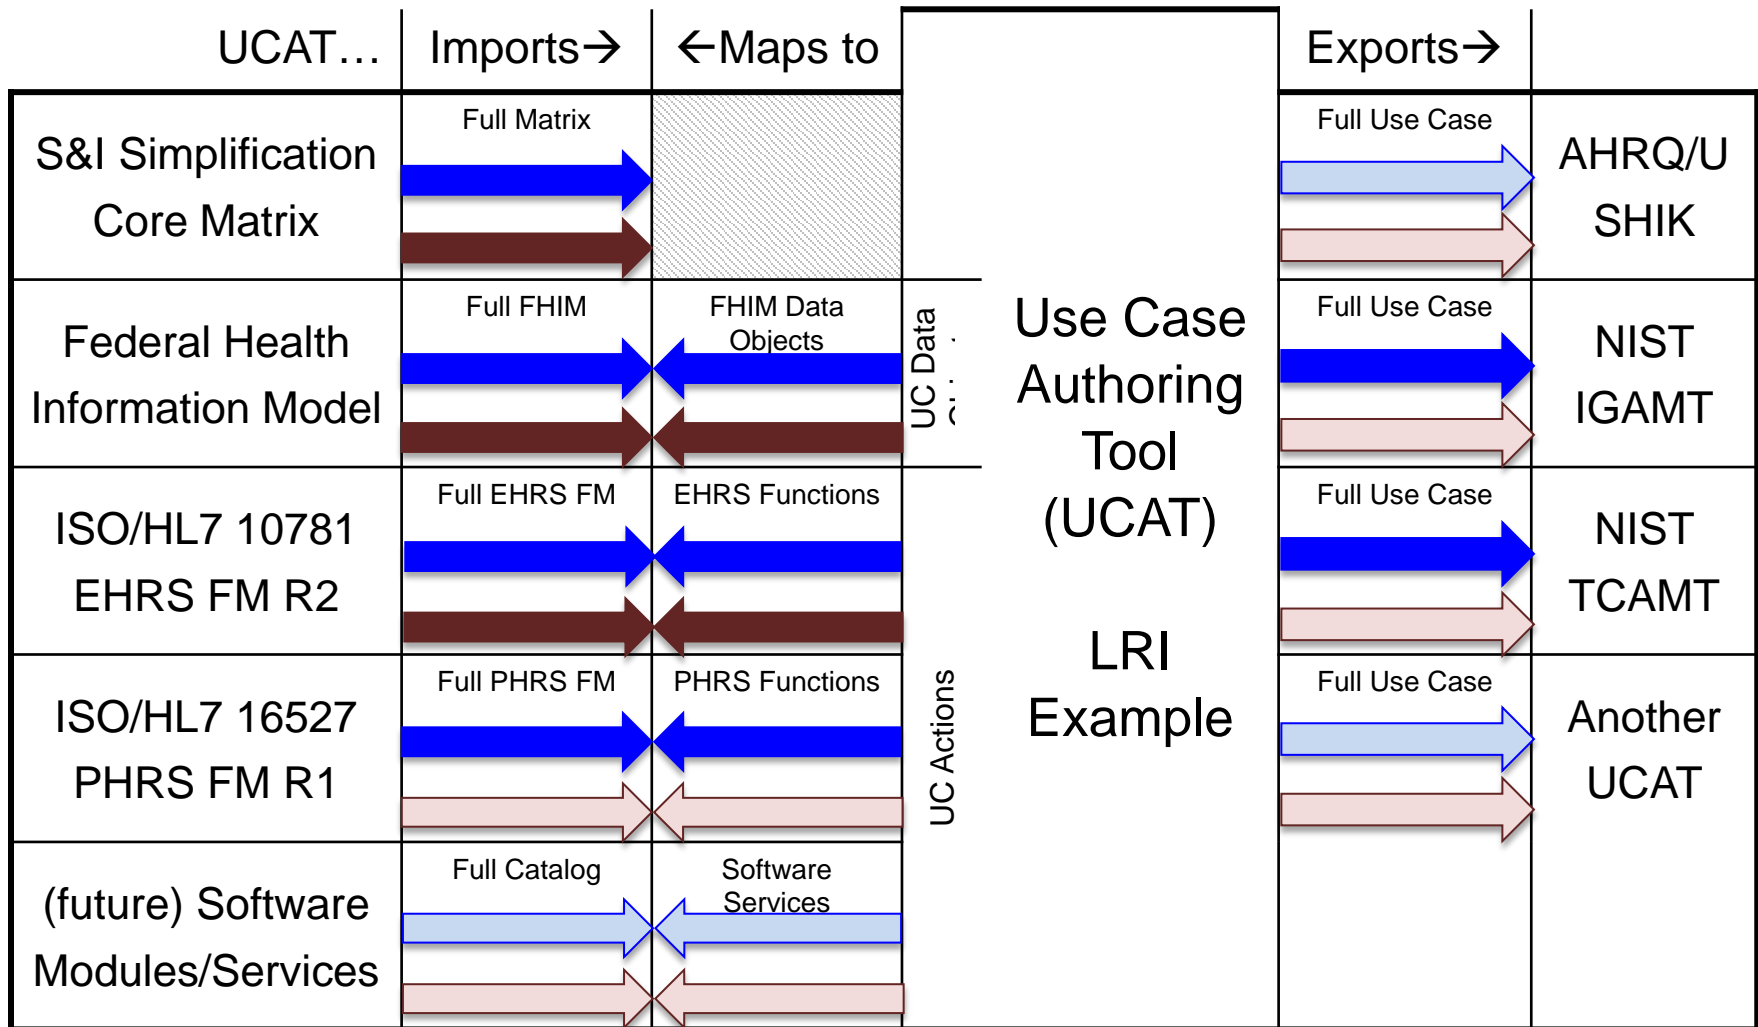 UCAT…
Imports→
←Maps to
Exports→
S&I Simplification
Core Matrix
Full Matrix
Full Use Case
AHRQ/U
SHIK
Federal Health
Information Model
Full FHIM
FHIM Data
Objects
UC Data
Use Case
Authoring
Tool
(UCAT)
LRI
Example
Full Use Case
NIST
IGAMT
ISO/HL7 10781
EHRS FM R2
Full EHRS FM
EHRS Functions
Full Use Case
NIST
TCAMT
ISO/HL7 16527
PHRS FM R1
Full PHRS FM
PHRS Functions
UC Actions
Full Use Case
Another
UCAT
(future) Software
Modules/Services
Full Catalog
Software
Services